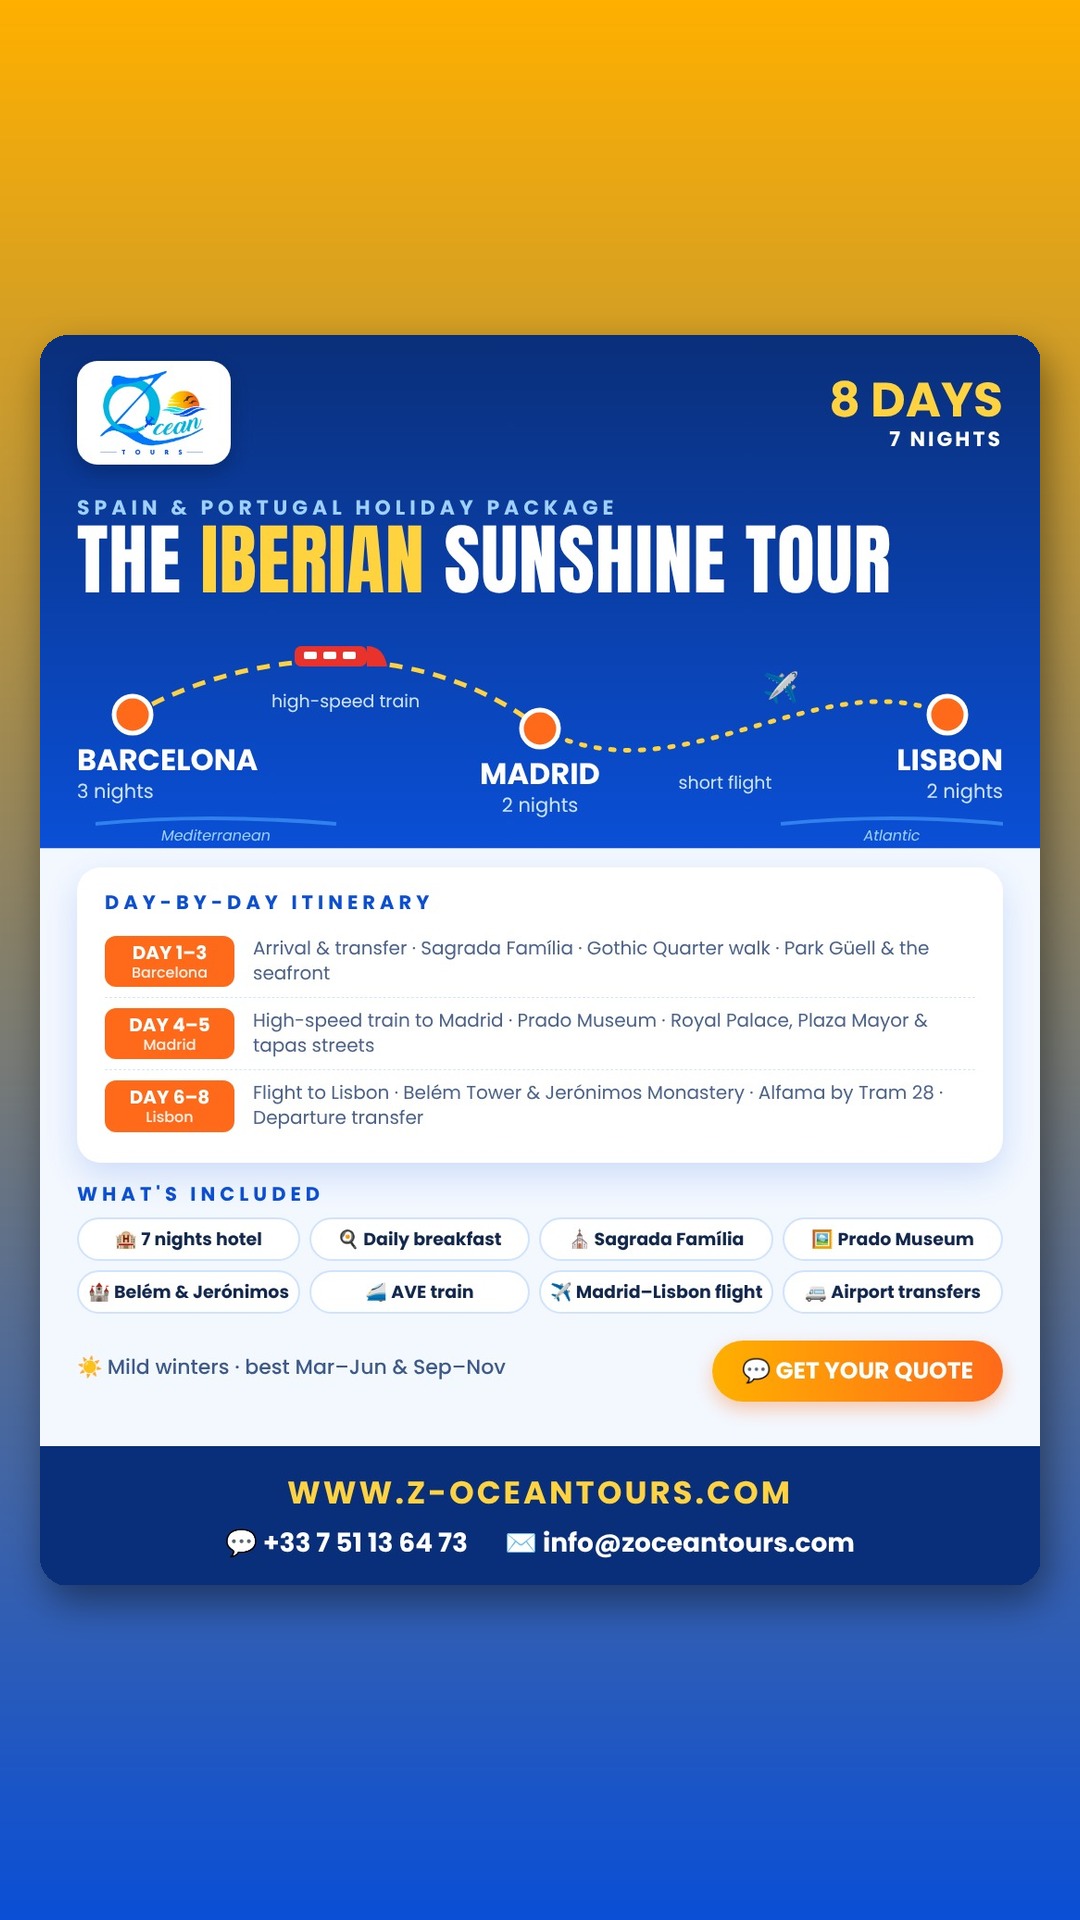 Ocean
TOURS
8 DAYS
7 NIGHTS
SPAIN & PORTUGAL HOLIDAY PACKAGE
THE IBERIAN SUNSHINE TOUR
high-speed train
BARCELONA
3 nights
MADRID
2 nights
short flight
LISBON
2 nights
Mediterranean
Atlantic
DAY-BY-DAY ITINERARY
DAY 1–3
Barcelona
Arrival & transfer · Sagrada Família · Gothic Quarter walk · Park Güell & the
seafront
DAY 4–5
Madrid
High-speed train to Madrid · Prado Museum · Royal Palace, Plaza Mayor &
tapas streets
DAY 6–8
Lisbon
Flight to Lisbon · Belém Tower & Jerónimos Monastery · Alfama by Tram 28 ·
Departure transfer
WHAT'S INCLUDED
🏨 7 nights hotel
🍳 Daily breakfast
⛪ Sagrada Família
🖼️ Prado Museum
🏰 Belém & Jerónimos
🚄 AVE train
✈️ Madrid–Lisbon flight
🚐 Airport transfers
☀️ Mild winters · best Mar–Jun & Sep–Nov
💬 GET YOUR QUOTE
WWW.Z-OCEANTOURS.COM
💬 +33 7 51 13 64 73
✉️ info@zoceantours.com